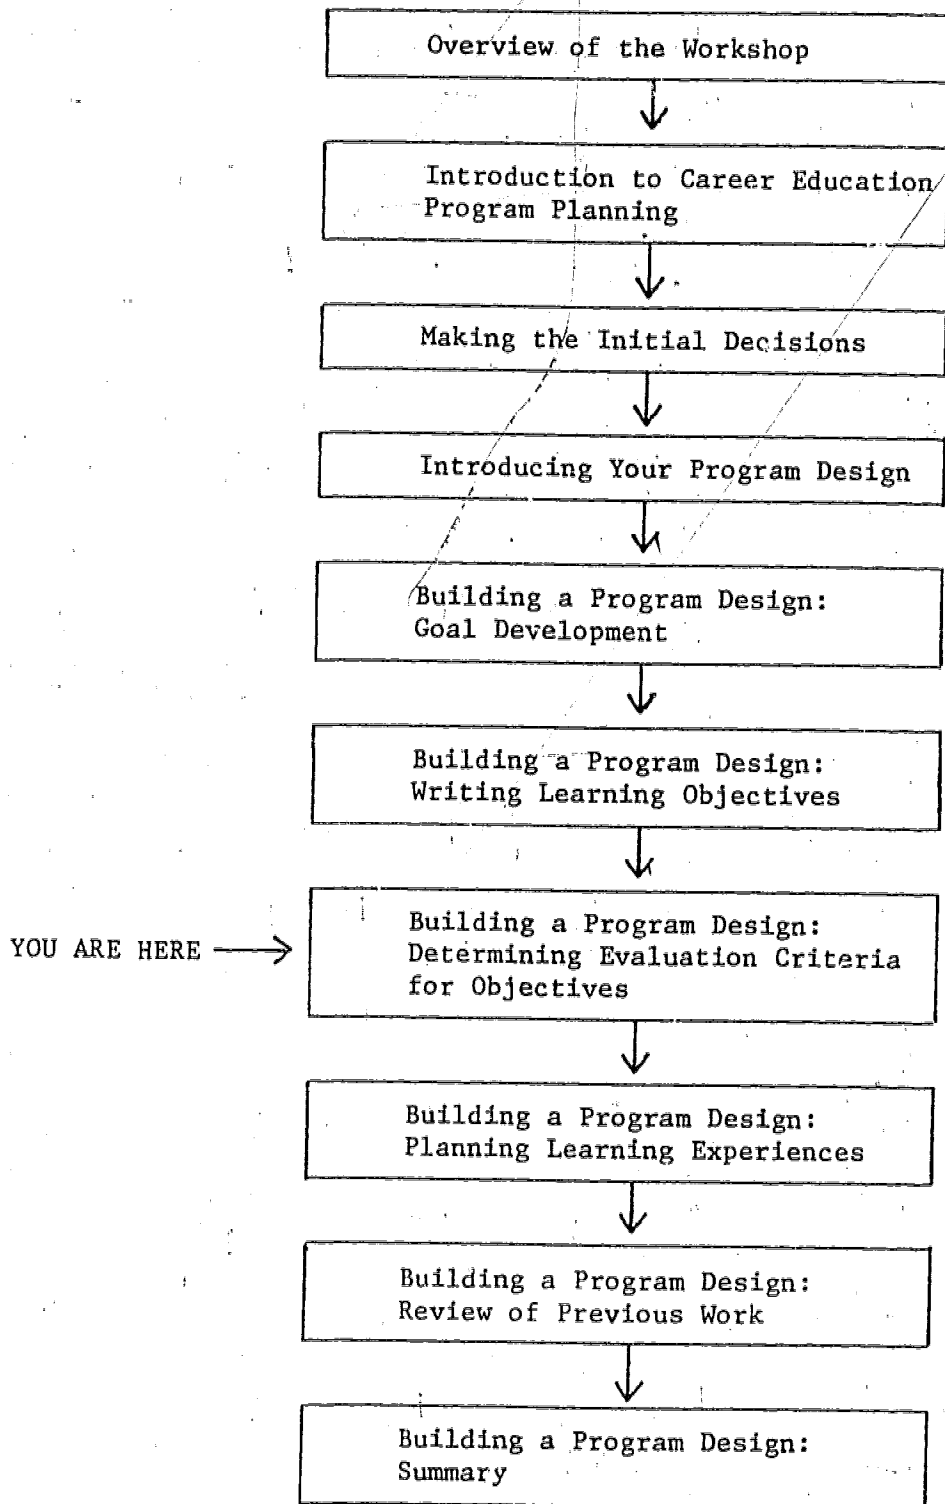 Overview of the Workshop
Introduction to Career Education
Program Planning
Making the Initial Decisions
Introducing Your Program Design
Building a Program Design:
Goal Development
Building a Program Design:
Writing Learning Objectives
YOU ARE HERE
Building a Program Design:
Determining Evaluation Criteria
for Objectives
Building a Program Design:
Planning Learning Experiences
Building a Program Design:
Review of Previous Work
Building a Program Design:
Summary